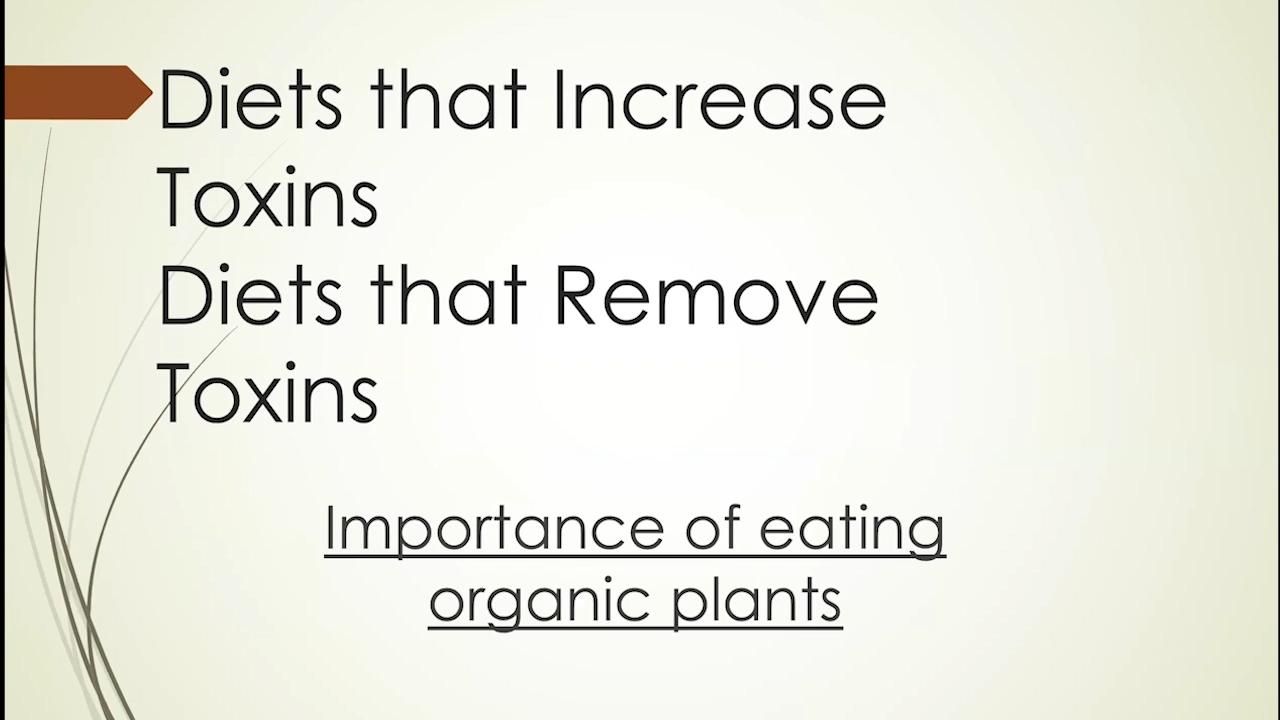 Diets that Increase
Toxins
Diets that Remove
Toxins
Importance of eating
organic plants